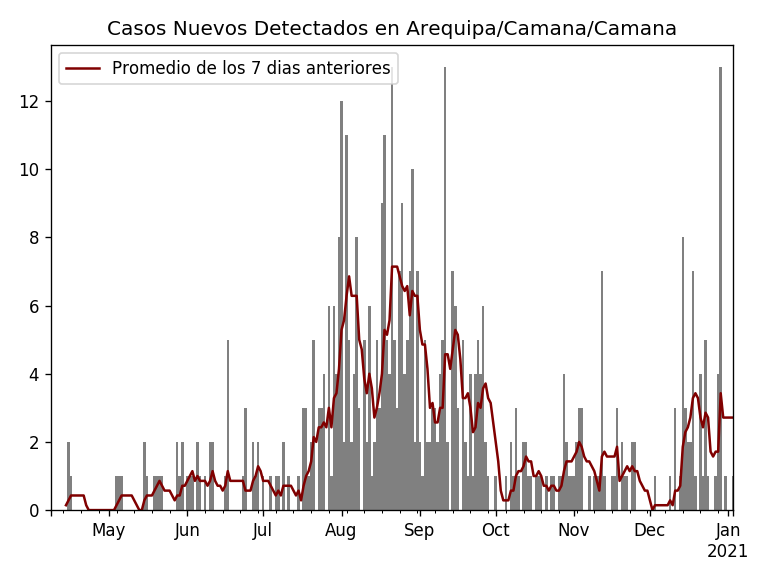 Casos Nuevos Detectados en Arequipa/Camana/Camana
Promedio de los 7 dias anteriores
12
10
8
6
4
2
0
May Jun Jul Aug Sep Oct Nov Dec Jan
2021